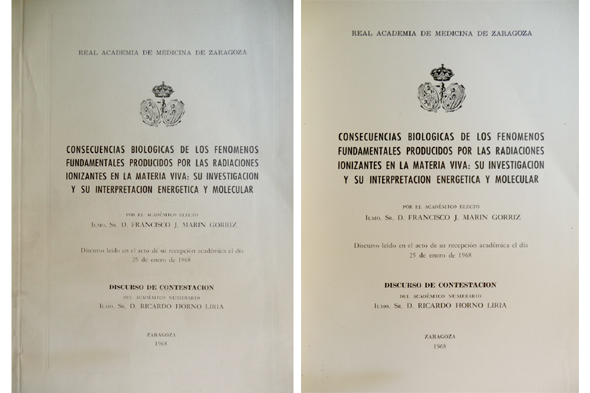 REAL ACADEMIA DE MEDICINA DE ZARAGOZA
CONSECUENCIAS BIOLOGICAS DE LOS FENOMENOS
FUNDAMENTALES PRODUCIDOS POR LAS RADIACIONES
IONIZANTES EN LA MATERIA VIVA: SU INVESTIGACION
Y SU INTERPRETACION ENERGETICA Y MOLECULAR
POR EL ACADÉMICO ELECTO
ILMO. SR. D. FRANCISCO J. MARIN GORRIZ
Discurso leído en el acto de su recepción académica el día
25 de enero de 1968
DISCURSO DE CONTESTACION
DEL ACADÉMICO NUMERARIO
ILMO. SR. D. RICARDO HORNO LIRIA
ZARAGOZA
1968
REAL ACADEMIA DE MEDICINA DE ZARAGOZA
CONSECUENCIAS BIOLOGICAS DE LOS FENOMENOS
FUNDAMENTALES PRODUCIDOS POR LAS RADIACIONES
IONIZANTES EN LA MATERIA VIVA: SU INVESTIGACION
Y SU INTERPRETACION ENERGETICA Y MOLECULAR
POR EL ACADÉMICO ELECTO
ILMO. SR. D. FRANCISCO J. MARIN GORRIZ
Discurso leído en el acto de su recepción académica el día
25 de enero de 1968
DISCURSO DE CONTESTACION
DEL ACADÉMICO NUMERARIO
ILMO. SR. D. RICARDO HORNO LIRIA
ZARAGOZA
1968